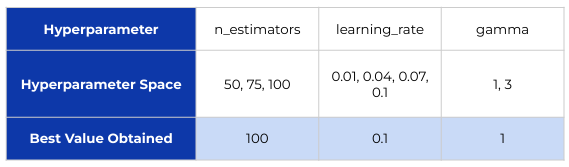 Hyperparameter n_estimators learning_rate gamma
Hyperparameter Space 50, 75, 100 0.01, 0.04, 0.07, 1, 3
0.1
Best Value Obtained 100 0.1 1